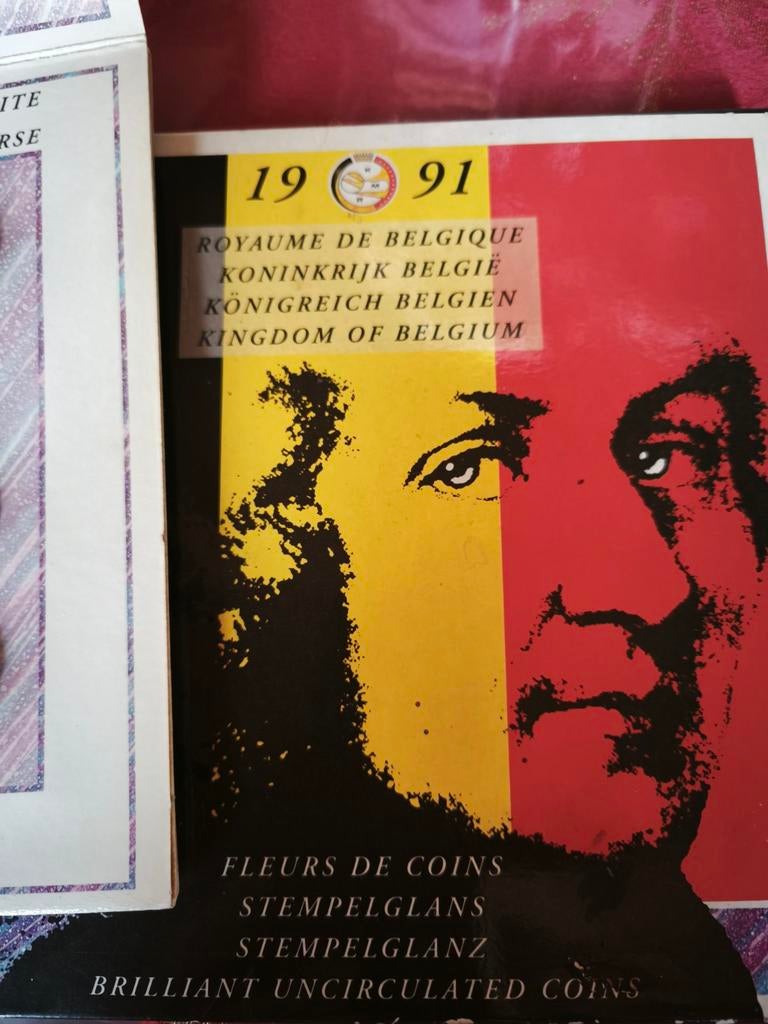 ITE
RSE
19 91
ROYAUME DE BELGIQUE
KONINKRIJK BELGIË
KÖNIGREICH BELGIEN
KINGDOM OF BELGIUM
FLEURS DE COINS
STEMPELGLANS
STEMPELGLANZ
BRILLIANT UNCIRCULATED COINS